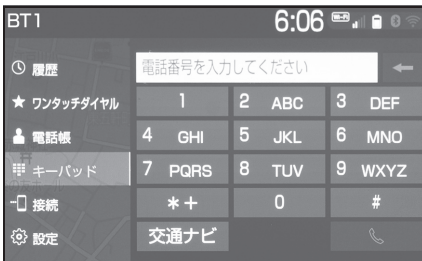 BT1 6:06 Wi-Fi
履歴
電話番号を入力してください
ワンタッチダイヤル
1
2 ABC
3 DEF
電話帳
4 GHI
5 JKL
6 MNO
キーパッド
7 PQRS
8 TUV
9 WXYZ
接続
*+
0
#
設定
交通ナビ